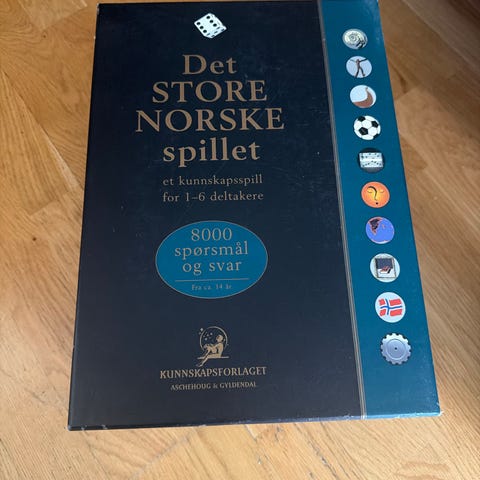 Det
STORE
NORSKE
spillet
et kunnskapsspill
for 1–6 deltakere
8000
spørsmål
og svar
Fra ca. 14 år
KUNNSKAPSFORLAGET
ASCHEHOUG & GYLDENDAL